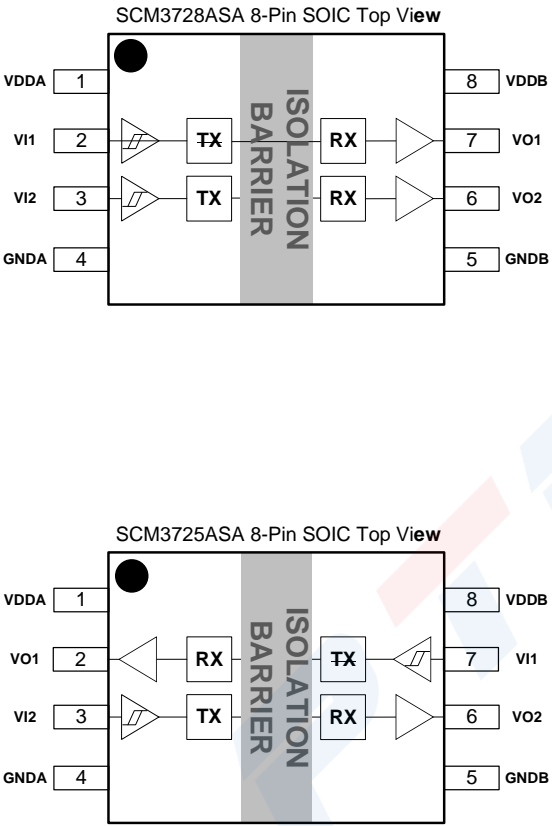 SCM3728ASA 8-Pin SOIC Top View
VDDA 1 8 VDDB
VI1 2 TX RX 7 VO1
VI2 3 TX RX 6 VO2
GNDA 4 5 GNDB
ISOLATION
BARRIER
SCM3725ASA 8-Pin SOIC Top View
VDDA 1 8 VDDB
VO1 2 RX TX 7 VI1
VI2 3 TX RX 6 VO2
GNDA 4 5 GNDB
ISOLATION
BARRIER